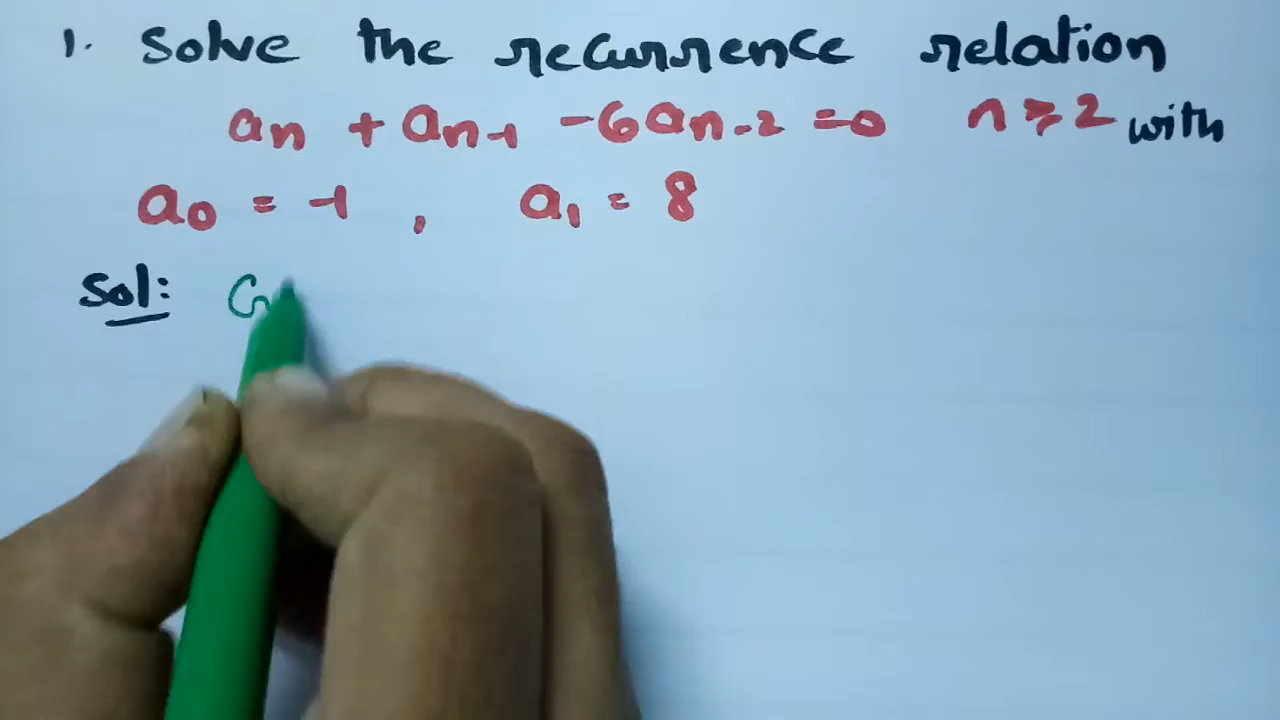 1. Solve the recurrence relation
an + an-1 - 6an-2 = 0 n ≥ 2 with
a0 = -1 , a1 = 8
Sol: